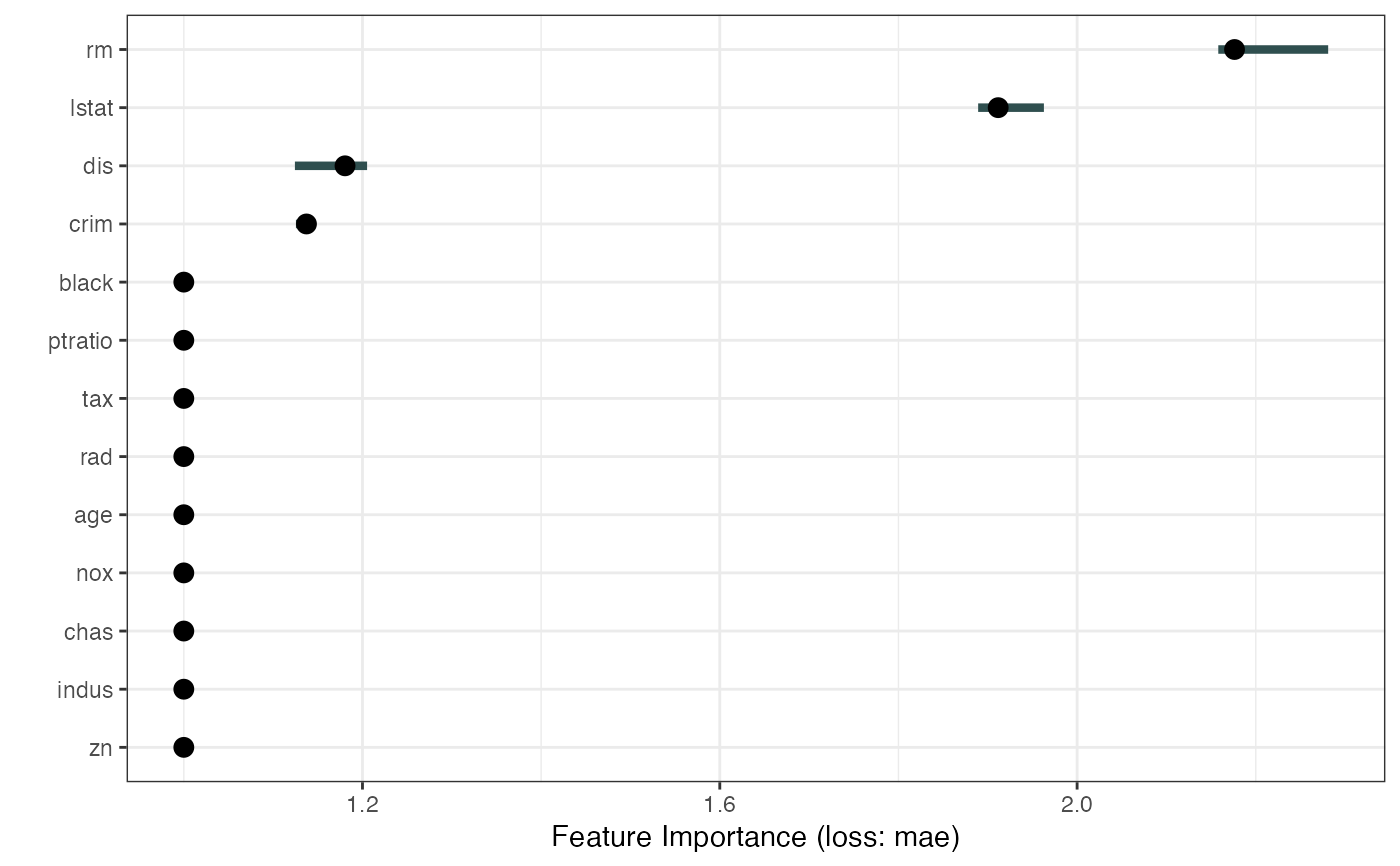 rm
lstat
dis
crim
black
ptratio
tax
rad
age
nox
chas
indus
zn
1.2 1.6 2.0
Feature Importance (loss: mae)